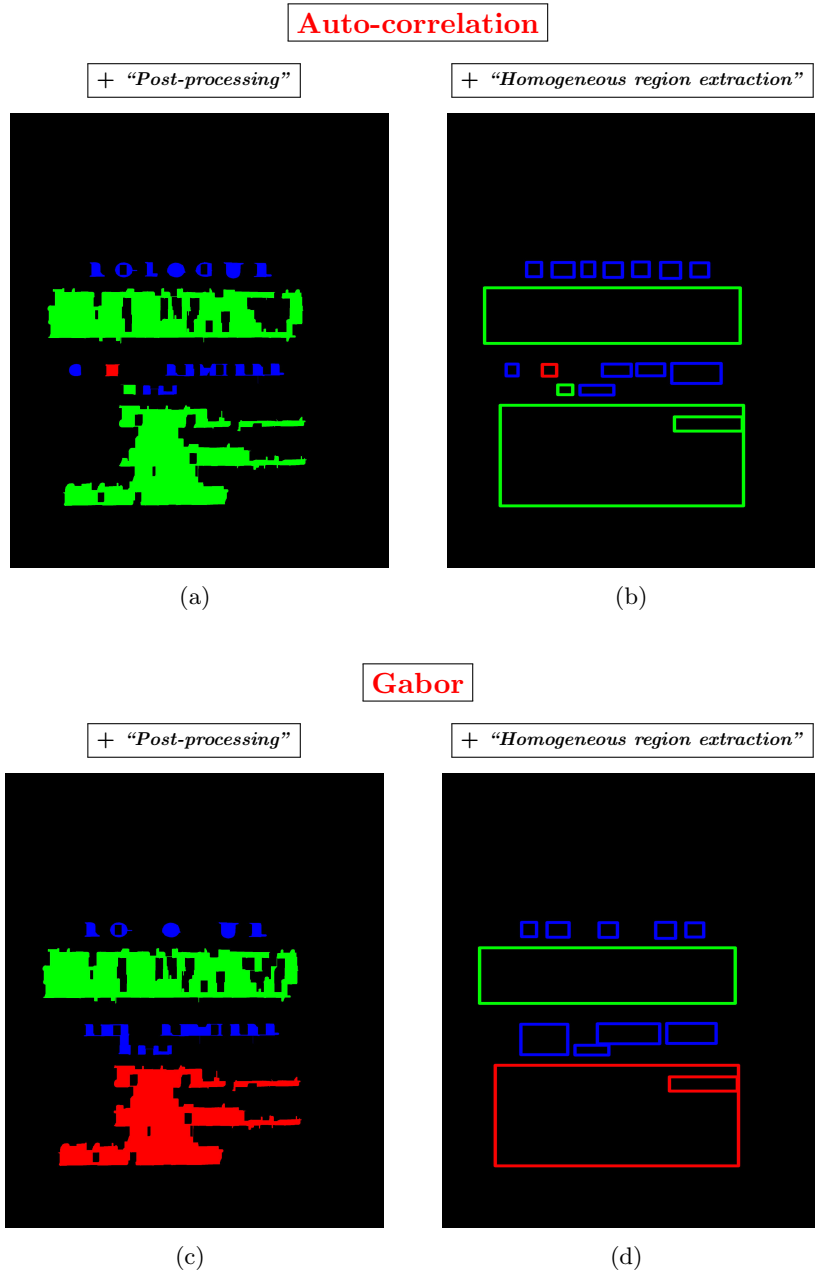 Auto-correlation
+ “Post-processing”
+ “Homogeneous region extraction”
(a)
(b)
Gabor
+ “Post-processing”
+ “Homogeneous region extraction”
(c)
(d)